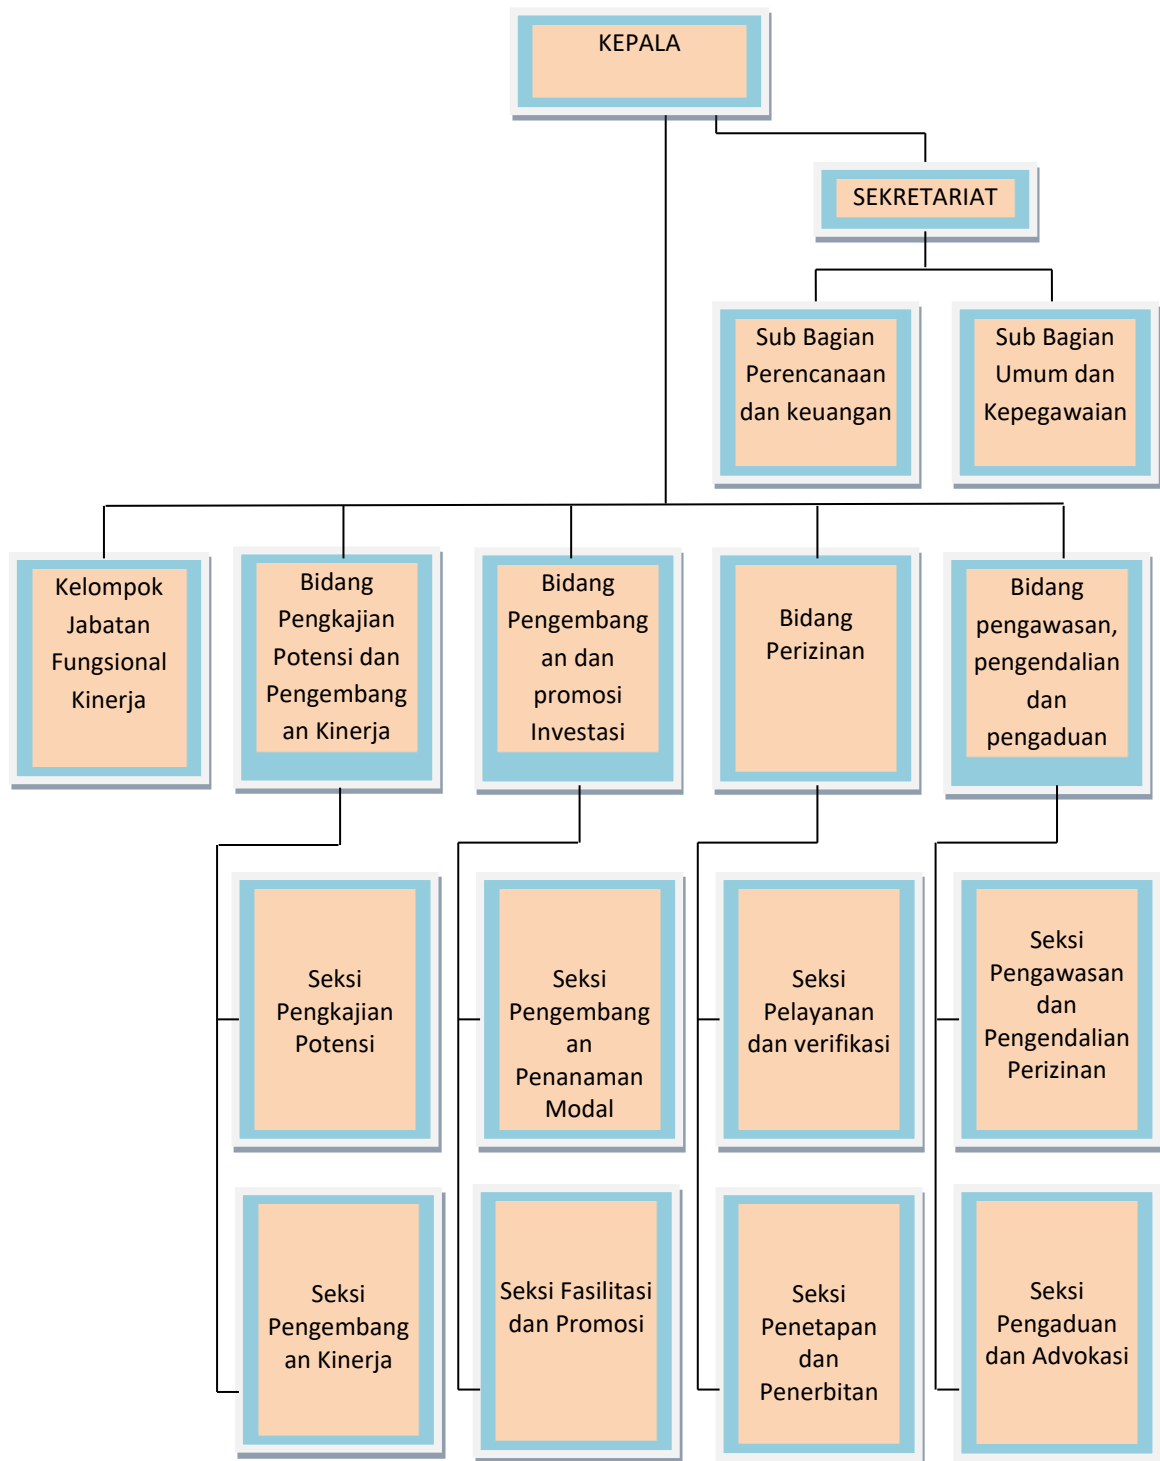 KEPALA
SEKRETARIAT
Sub Bagian
Perencanaan
dan keuangan
Sub Bagian
Umum dan
Kepegawaian
Kelompok
Jabatan
Fungsional
Kinerja
Bidang
Pengkajian
Potensi dan
Pengembang
an Kinerja
Bidang
Pengembang
an dan
promosi
Investasi
Bidang
Perizinan
Bidang
pengawasan,
pengendalian
dan
pengaduan
Seksi
Pengkajian
Potensi
Seksi
Pengembang
an
Penanaman
Modal
Seksi
Pelayanan
dan verifikasi
Seksi
Pengawasan
dan
Pengendalian
Perizinan
Seksi
Pengembang
an Kinerja
Seksi Fasilitasi
dan Promosi
Seksi
Penetapan
dan
Penerbitan
Seksi
Pengaduan
dan Advokasi